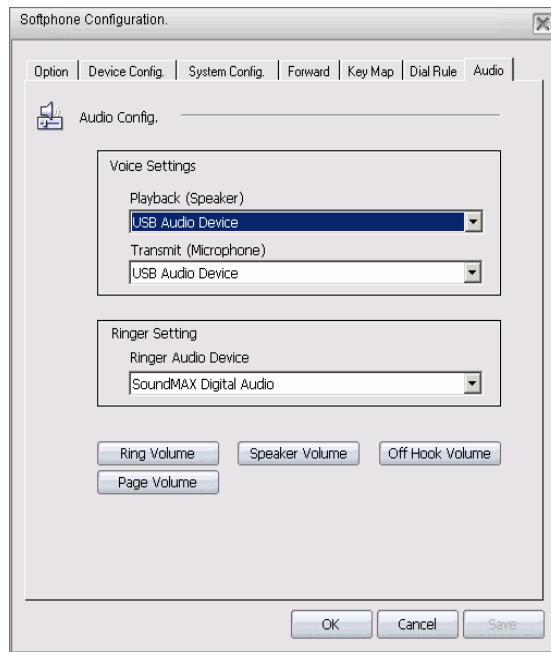 Softphone Configuration.
Option Device Config. System Config. Forward Key Map Dial Rule Audio
Audio Config.
Voice Settings
Playback (Speaker)
USB Audio Device
Transmit (Microphone)
USB Audio Device
Ringer Setting
Ringer Audio Device
SoundMAX Digital Audio
Ring Volume Speaker Volume Off Hook Volume
Page Volume
OK Cancel Save